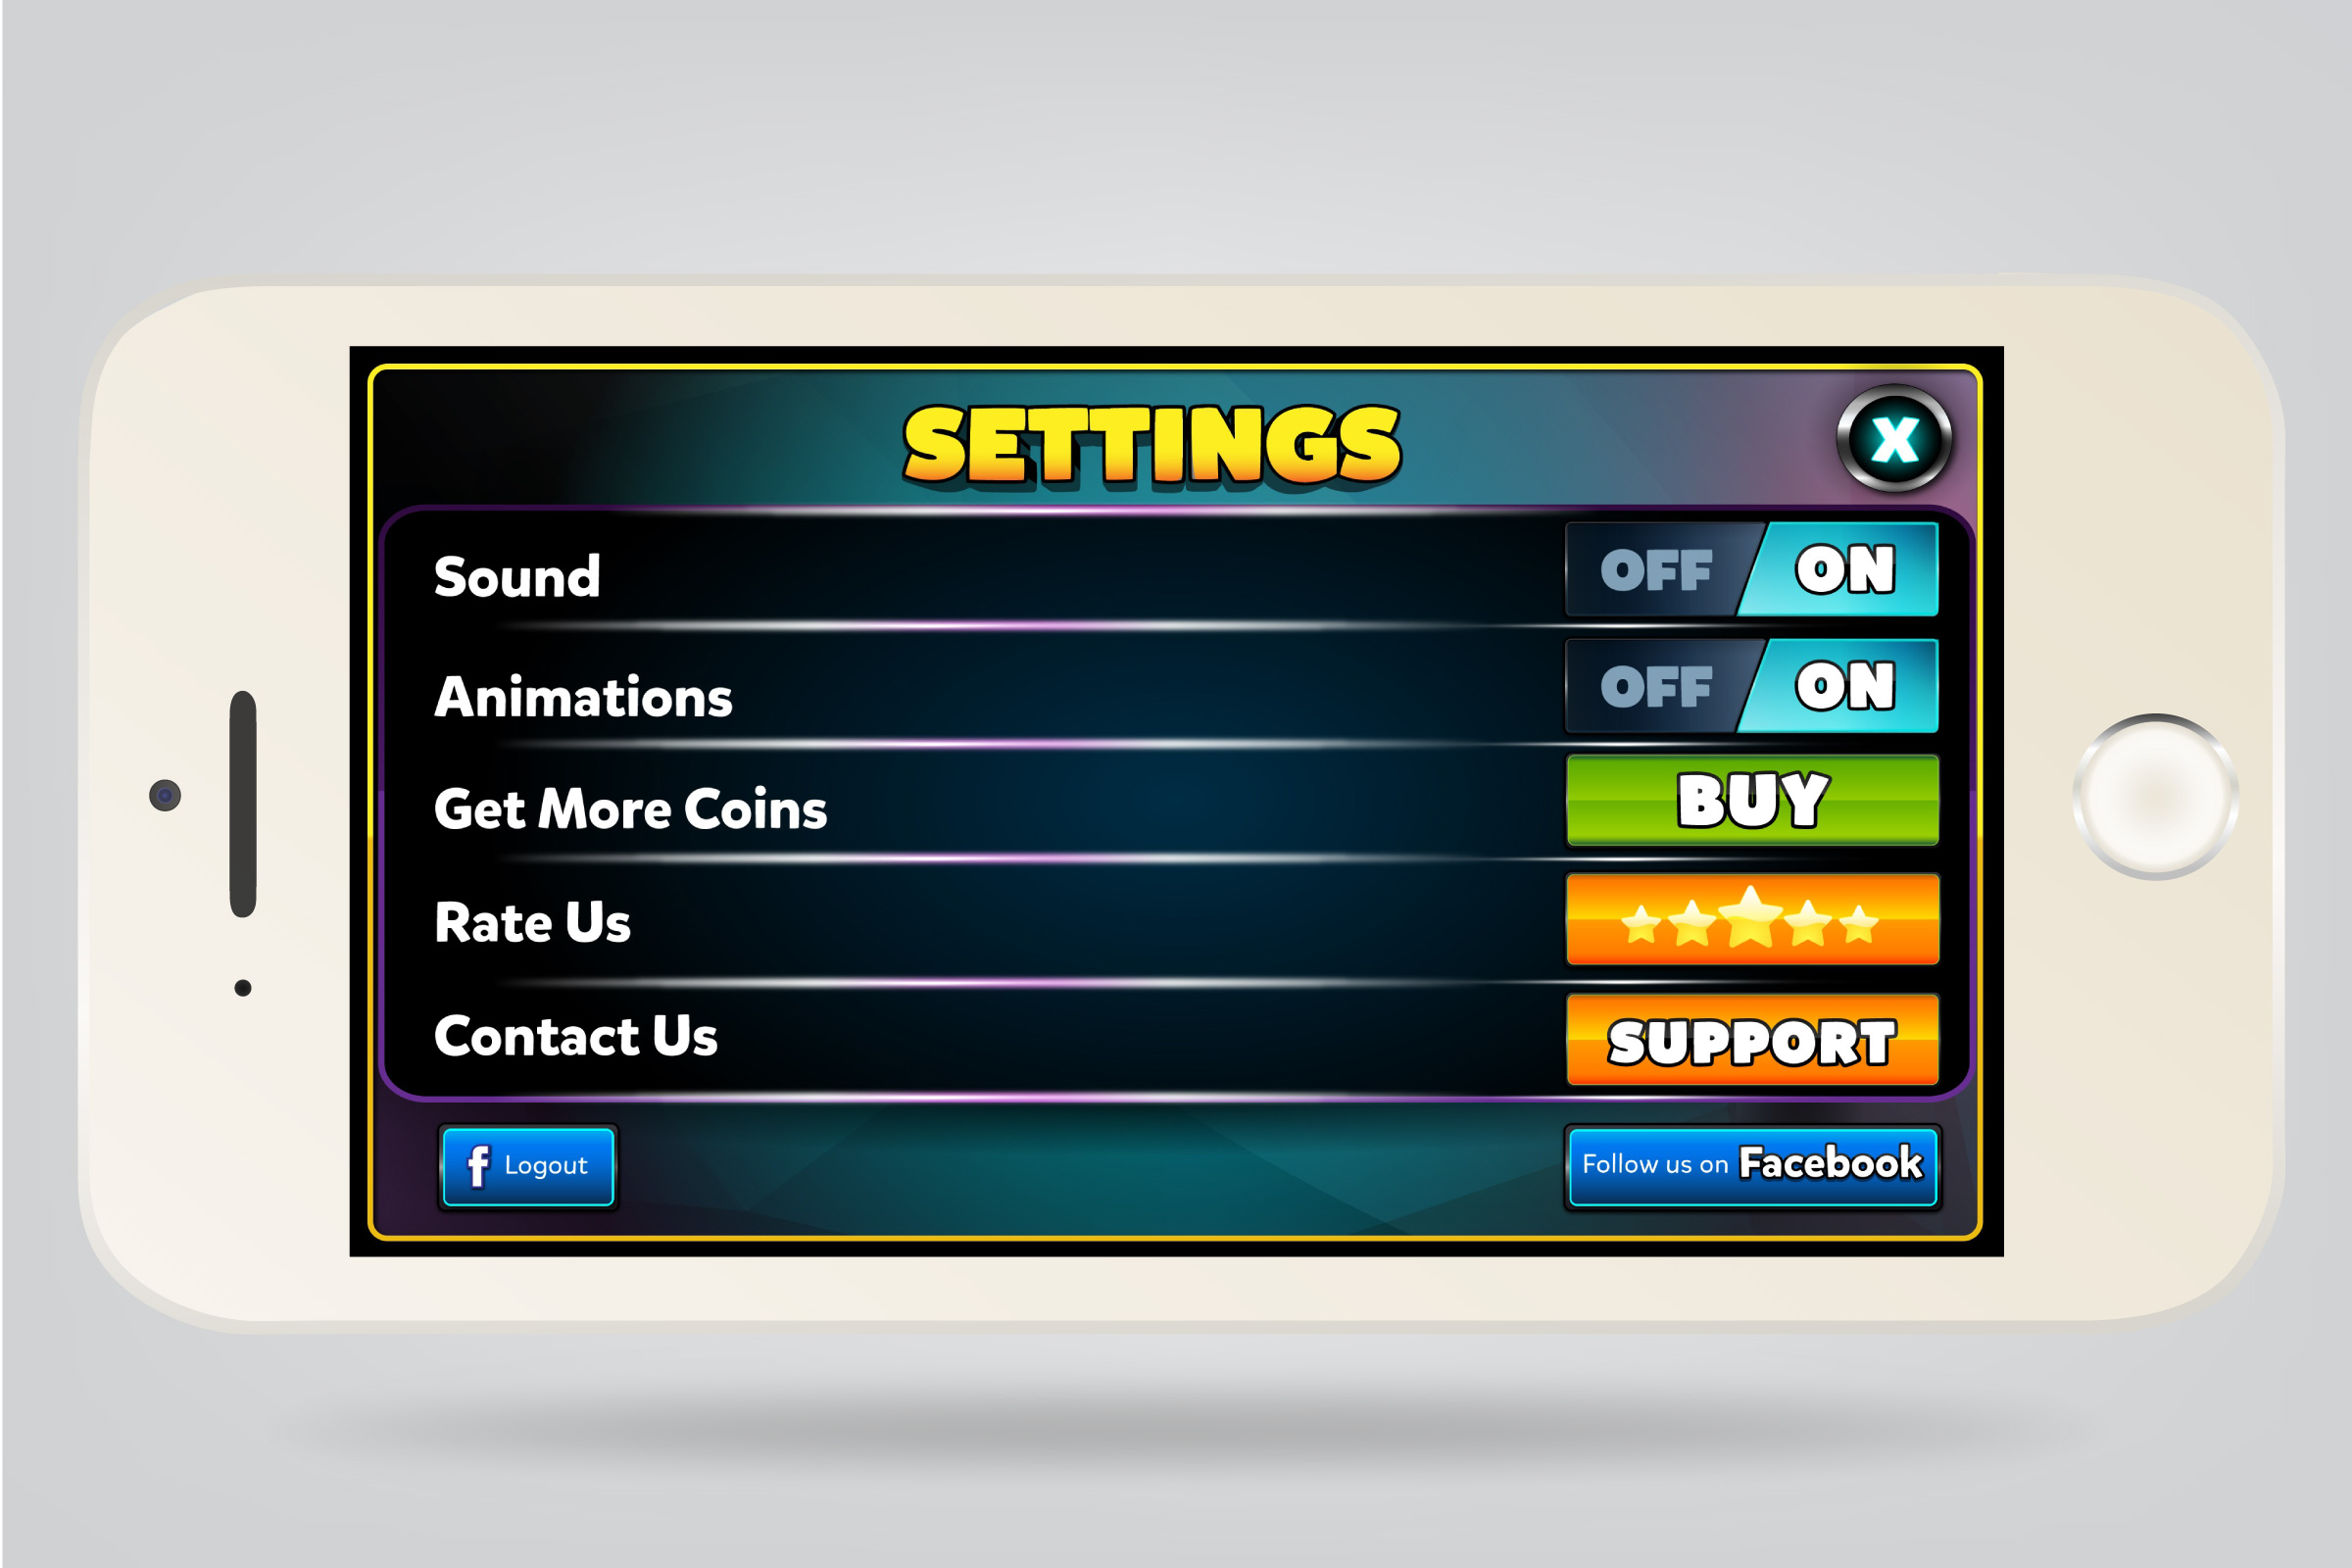 SETTINGS
X
Sound OFF ON
Animations OFF ON
Get More Coins BUY
Rate Us
Contact Us SUPPORT
f Logout Follow us on Facebook